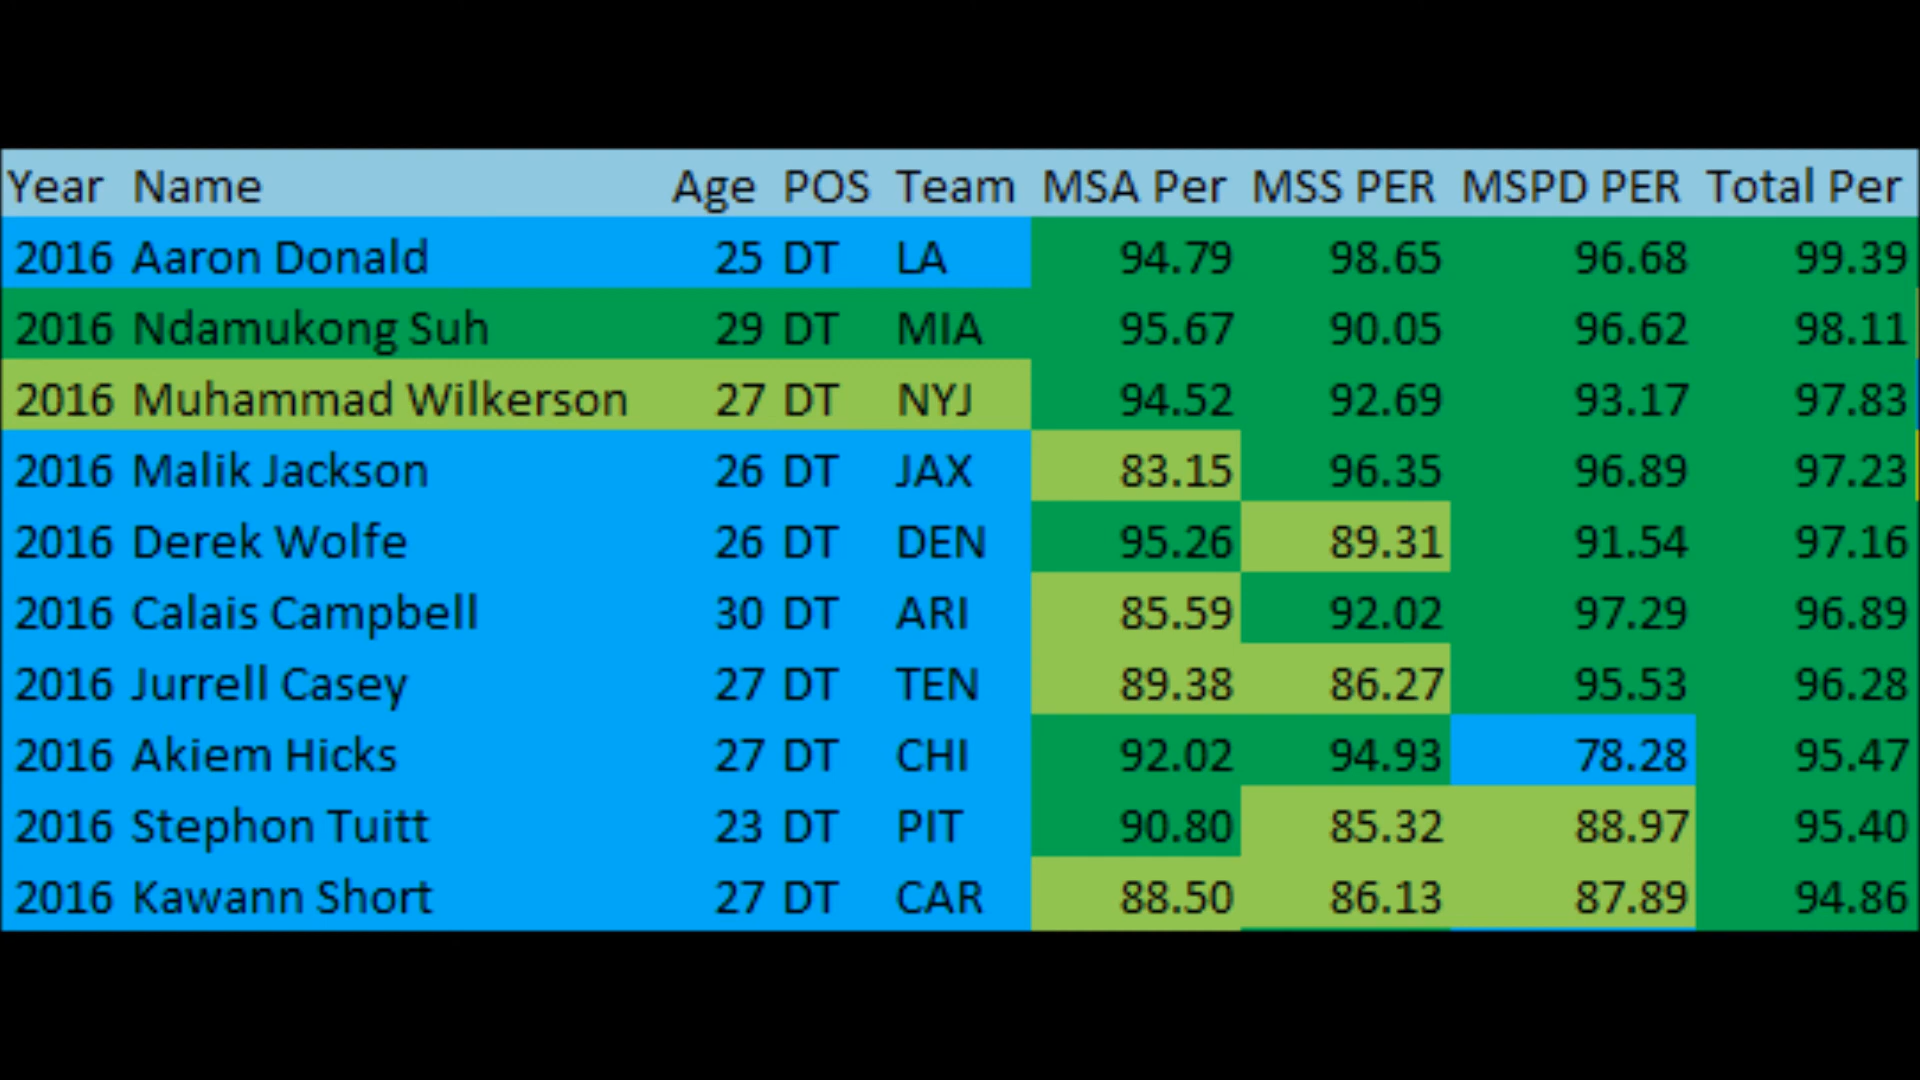 Year Name Age POS Team MSA Per MSS PER MSPD PER Total Per
2016 Aaron Donald 25 DT LA 94.79 98.65 96.68 99.39
2016 Ndamukong Suh 29 DT MIA 95.67 90.05 96.62 98.11
2016 Muhammad Wilkerson 27 DT NYJ 94.52 92.69 93.17 97.83
2016 Malik Jackson 26 DT JAX 83.15 96.35 96.89 97.23
2016 Derek Wolfe 26 DT DEN 95.26 89.31 91.54 97.16
2016 Calais Campbell 30 DT ARI 85.59 92.02 97.29 96.89
2016 Jurrell Casey 27 DT TEN 89.38 86.27 95.53 96.28
2016 Akiem Hicks 27 DT CHI 92.02 94.93 78.28 95.47
2016 Stephon Tuitt 23 DT PIT 90.80 85.32 88.97 95.40
2016 Kawann Short 27 DT CAR 88.50 86.13 87.89 94.86